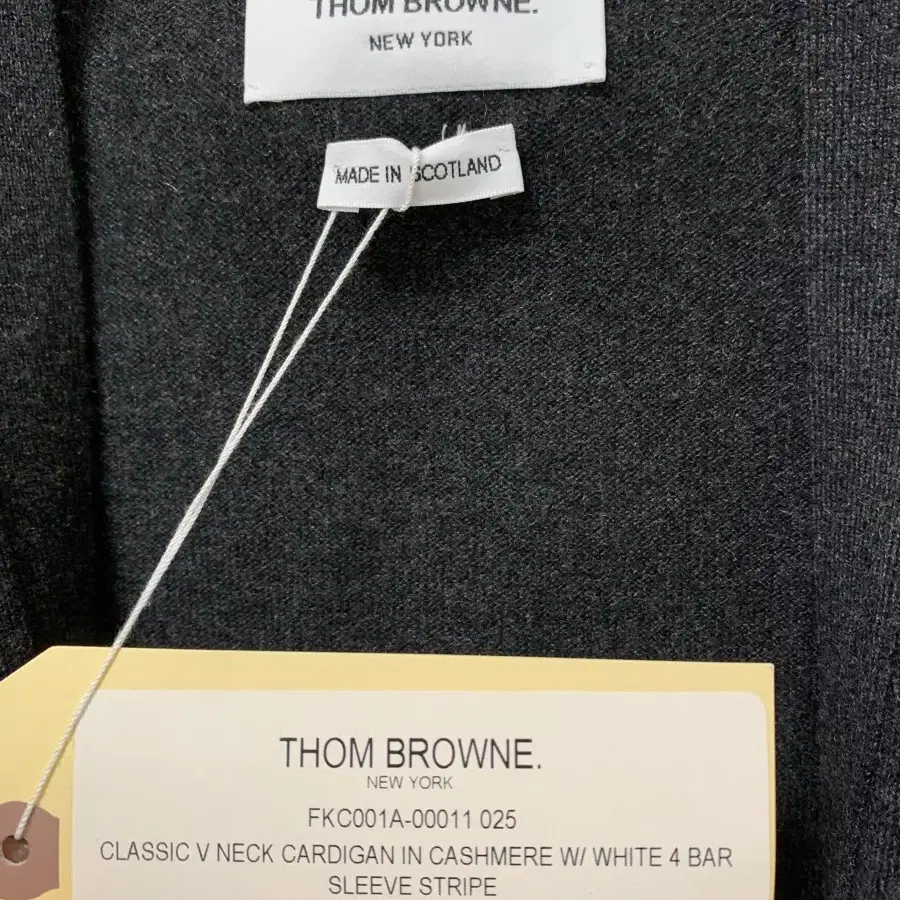 THOM BROWNE.
NEW YORK
MADE IN SCOTLAND
THOM BROWNE.
NEW YORK
FKC001A-00011 025
CLASSIC V NECK CARDIGAN IN CASHMERE W/ WHITE 4 BAR
SLEEVE STRIPE